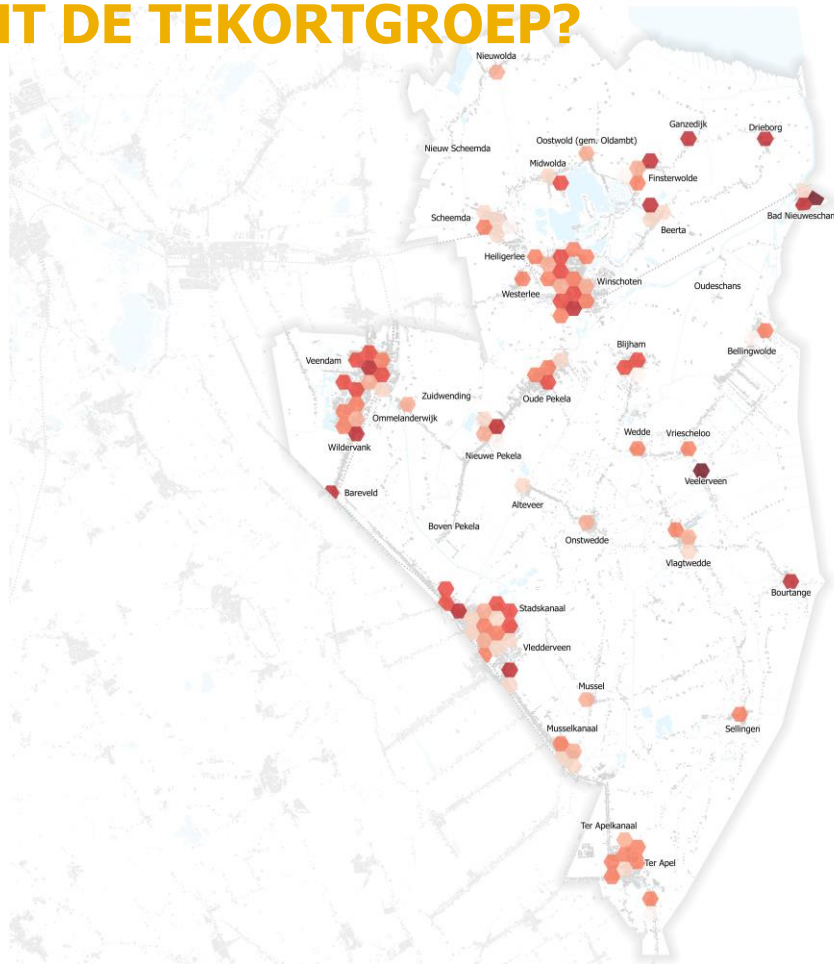 IT DE TEKORTGROEP?
Nieuwolda
Ganzedijk
Drieborg
Oostwold (gem. Oldambt)
Nieuw Scheemda
Midwolda
Finsterwolde
Scheemda
Bad Nieuweschan
Beerta
Heiligerlee
Winschoten
Oudeschans
Westerlee
Blijham
Bellingwolde
Veendam
Zuidwending
Oude Pekela
Ommelanderwijk
Wedde
Vriescheloo
Wildervank
Nieuwe Pekela
Veelerveen
Bareveld
Alteveer
Boven Pekela
Onstwedde
Vlagtwedde
Bourtange
Stadskanaal
Vledderveen
Mussel
Musselkanaal
Sellingen
Ter Apelkanaal
Ter Apel